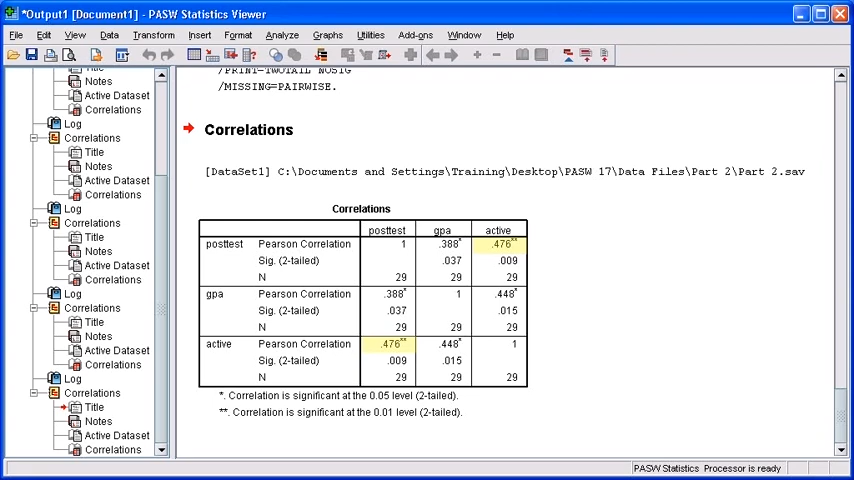 *Output1 [Document1] - PASW Statistics Viewer
File Edit View Data Transform Insert Format Analyze Graphs Utilities Add-ons Window Help
Title
Notes
Active Dataset
Correlations
Log
Correlations
Title
Notes
Active Dataset
Correlations
Log
Correlations
Title
Notes
Active Dataset
Correlations
Log
Correlations
Title
Notes
Active Dataset
Correlations
Log
Correlations
Title
Notes
Active Dataset
Correlations
/PRINT=TWOTAIL NOSIG
/MISSING=PAIRWISE.
Correlations
[DataSet1] C:\Documents and Settings\Training\Desktop\PASW 17\Data Files\Part 2\Part 2.sav
Correlations
posttest gpa active
posttest Pearson Correlation 1 .388* .476**
Sig. (2-tailed) .037 .009
N 29 29 29
gpa Pearson Correlation .388* 1 .448*
Sig. (2-tailed) .037 .015
N 29 29 29
active Pearson Correlation .476** .448* 1
Sig. (2-tailed) .009 .015
N 29 29 29
*. Correlation is significant at the 0.05 level (2-tailed).
**. Correlation is significant at the 0.01 level (2-tailed).
PASW Statistics Processor is ready